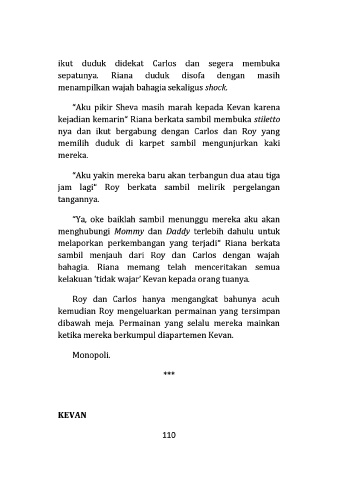 ikut duduk didekat Carlos dan segera membuka
sepatunya. Riana duduk disofa dengan masih
menampilkan wajah bahagia sekaligus shock.
“Aku pikir Sheva masih marah kepada Kevan karena
kejadian kemarin” Riana berkata sambil membuka stiletto
nya dan ikut bergabung dengan Carlos dan Roy yang
memilih duduk di karpet sambil mengunjurkan kaki
mereka.
“Aku yakin mereka baru akan terbangun dua atau tiga
jam lagi” Roy berkata sambil melirik pergelangan
tangannya.
“Ya, oke baiklah sambil menunggu mereka aku akan
menghubungi Mommy dan Daddy terlebih dahulu untuk
melaporkan perkembangan yang terjadi” Riana berkata
sambil menjauh dari Roy dan Carlos dengan wajah
bahagia. Riana memang telah menceritakan semua
kelakuan ‘tidak wajar’ Kevan kepada orang tuanya.
Roy dan Carlos hanya mengangkat bahunya acuh
kemudian Roy mengeluarkan permainan yang tersimpan
dibawah meja. Permainan yang selalu mereka mainkan
ketika mereka berkumpul diapartemen Kevan.
Monopoli.
***
KEVAN
110